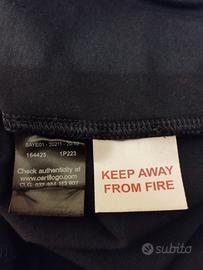 164425 1P223
Check authenticity at
www.certilogo.com
KEEP AWAY
FROM FIRE
subito